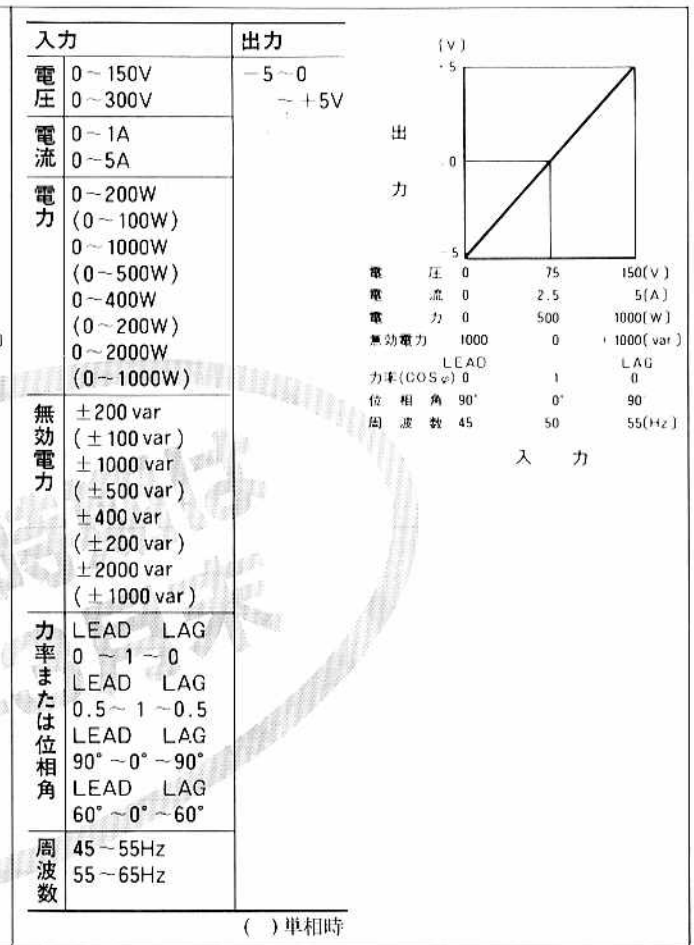 入力 出力
電圧 0~150V −5~0
0~300V ~+5V
電流 0~1A
0~5A
電力 0~200W
(0~100W)
0~1000W
(0~500W)
0~400W
(0~200W)
0~2000W
(0~1000W)
無効電力 ±200 var
(±100 var)
±1000 var
(±500 var)
±400 var
(±200 var)
±2000 var
(±1000 var)
力率または位相角 LEAD LAG
0 ~ 1 ~ 0
LEAD LAG
0.5~ 1 ~0.5
LEAD LAG
90°~0°~90°
LEAD LAG
60°~0°~60°
周波数 45~55Hz
55~65Hz
( )単相時
(V)
5
出
0
力
5
電圧 0 75 150(V)
電流 0 2.5 5(A)
電力 0 500 1000(W)
無効電力 1000 0 1000(var)
LEAD LAG
力率(COSφ) 0 1 0
位相角 90° 0° 90
周波数 45 50 55(Hz)
入力